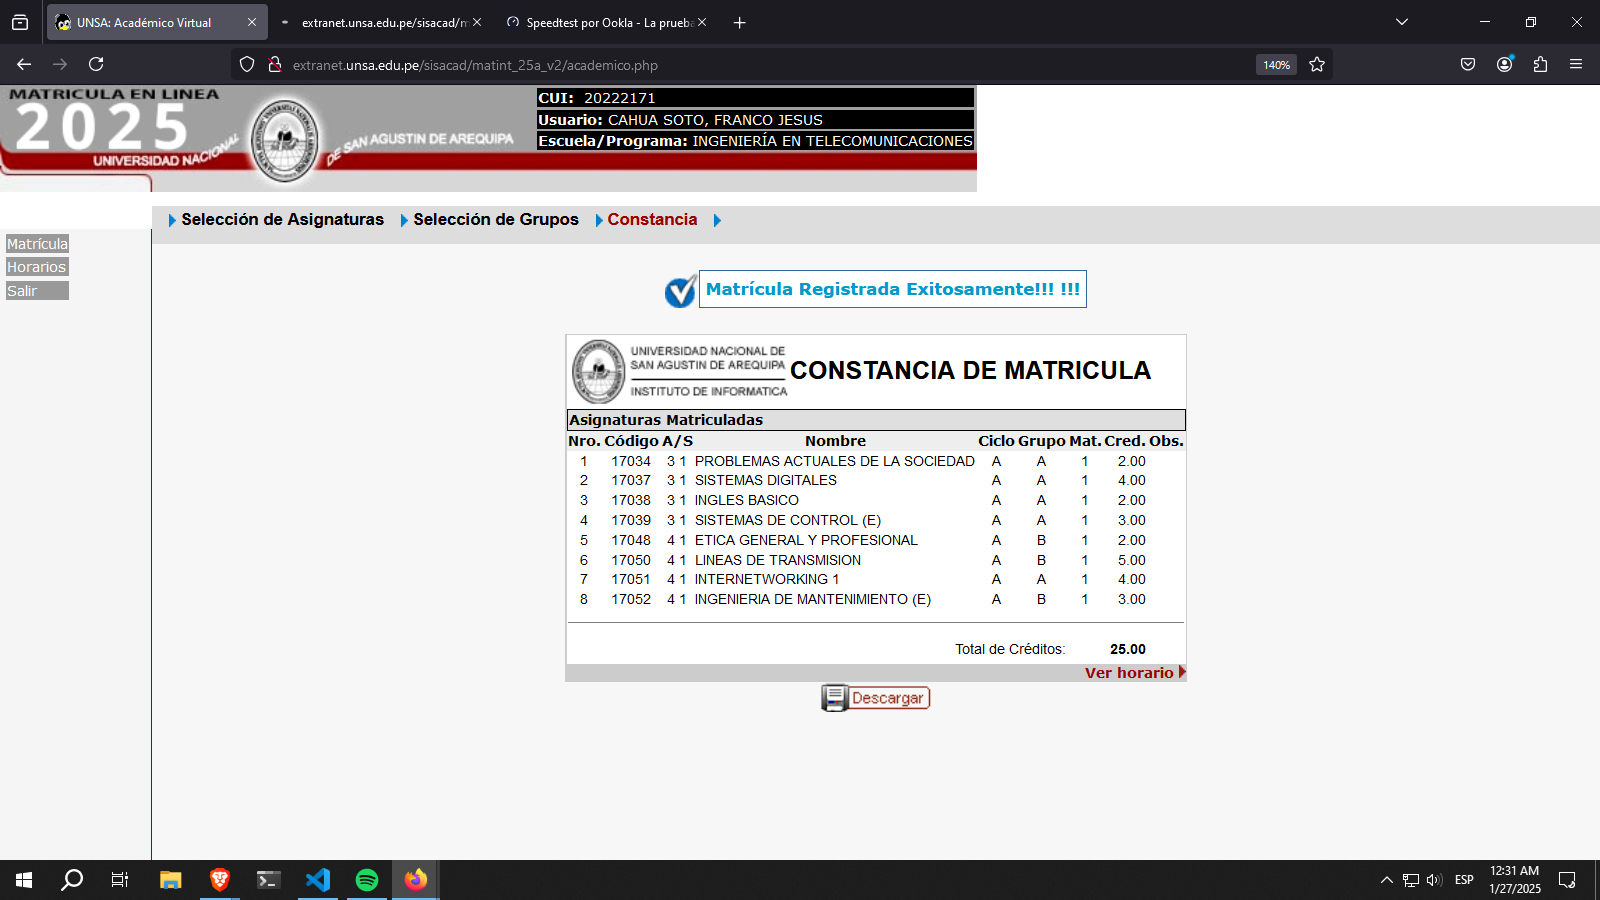 UNSA: Académico Virtual
extranet.unsa.edu.pe/sisacad/m
Speedtest por Ookla - La prueba
extranet.unsa.edu.pe/sisacad/matint_25a_v2/academico.php
140%
MATRICULA EN LINEA
2025
UNIVERSIDAD NACIONAL DE SAN AGUSTIN DE AREQUIPA
CUI: 20222171
Usuario: CAHUA SOTO, FRANCO JESUS
Escuela/Programa: INGENIERÍA EN TELECOMUNICACIONES
Selección de Asignaturas Selección de Grupos Constancia
Matrícula
Horarios
Salir
Matrícula Registrada Exitosamente!!! !!!
UNIVERSIDAD NACIONAL DE
SAN AGUSTIN DE AREQUIPA
INSTITUTO DE INFORMATICA
CONSTANCIA DE MATRICULA
Asignaturas Matriculadas
Nro. Código A/S Nombre Ciclo Grupo Mat. Cred. Obs.
1 17034 3 1 PROBLEMAS ACTUALES DE LA SOCIEDAD A A 1 2.00
2 17037 3 1 SISTEMAS DIGITALES A A 1 4.00
3 17038 3 1 INGLES BASICO A A 1 2.00
4 17039 3 1 SISTEMAS DE CONTROL (E) A A 1 3.00
5 17048 4 1 ETICA GENERAL Y PROFESIONAL A B 1 2.00
6 17050 4 1 LINEAS DE TRANSMISION A B 1 5.00
7 17051 4 1 INTERNETWORKING 1 A A 1 4.00
8 17052 4 1 INGENIERIA DE MANTENIMIENTO (E) A B 1 3.00
Total de Créditos: 25.00
Ver horario
Descargar
ESP
12:31 AM
1/27/2025